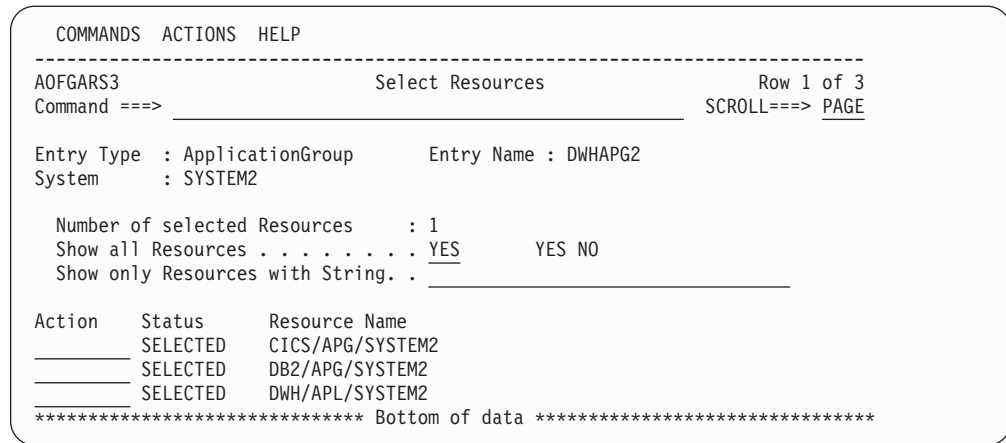 COMMANDS ACTIONS HELP
-------------------------------------------------------------------------------
AOFGARS3 Select Resources Row 1 of 3
Command ===> SCROLL===> PAGE
Entry Type : ApplicationGroup Entry Name : DWHAPG2
System : SYSTEM2
Number of selected Resources : 1
Show all Resources . . . . . . . . YES YES NO
Show only Resources with String. .
Action Status Resource Name
SELECTED CICS/APG/SYSTEM2
SELECTED DB2/APG/SYSTEM2
SELECTED DWH/APL/SYSTEM2
******************************* Bottom of data ********************************